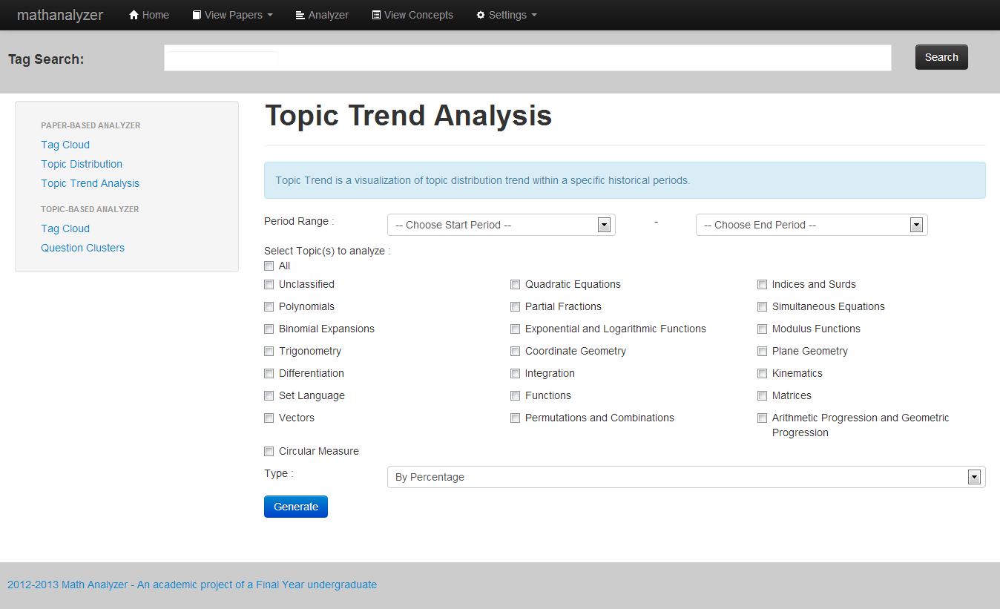 mathanalyzer Home View Papers Analyzer View Concepts Settings
Tag Search: Search
PAPER-BASED ANALYZER
Tag Cloud
Topic Distribution
Topic Trend Analysis
TOPIC-BASED ANALYZER
Tag Cloud
Question Clusters
Topic Trend Analysis
Topic Trend is a visualization of topic distribution trend within a specific historical periods.
Period Range : -- Choose Start Period -- - -- Choose End Period --
Select Topic(s) to analyze :
All
Unclassified Quadratic Equations Indices and Surds
Polynomials Partial Fractions Simultaneous Equations
Binomial Expansions Exponential and Logarithmic Functions Modulus Functions
Trigonometry Coordinate Geometry Plane Geometry
Differentiation Integration Kinematics
Set Language Functions Matrices
Vectors Permutations and Combinations Arithmetic Progression and Geometric
Progression
Circular Measure
Type : By Percentage
Generate
2012-2013 Math Analyzer - An academic project of a Final Year undergraduate